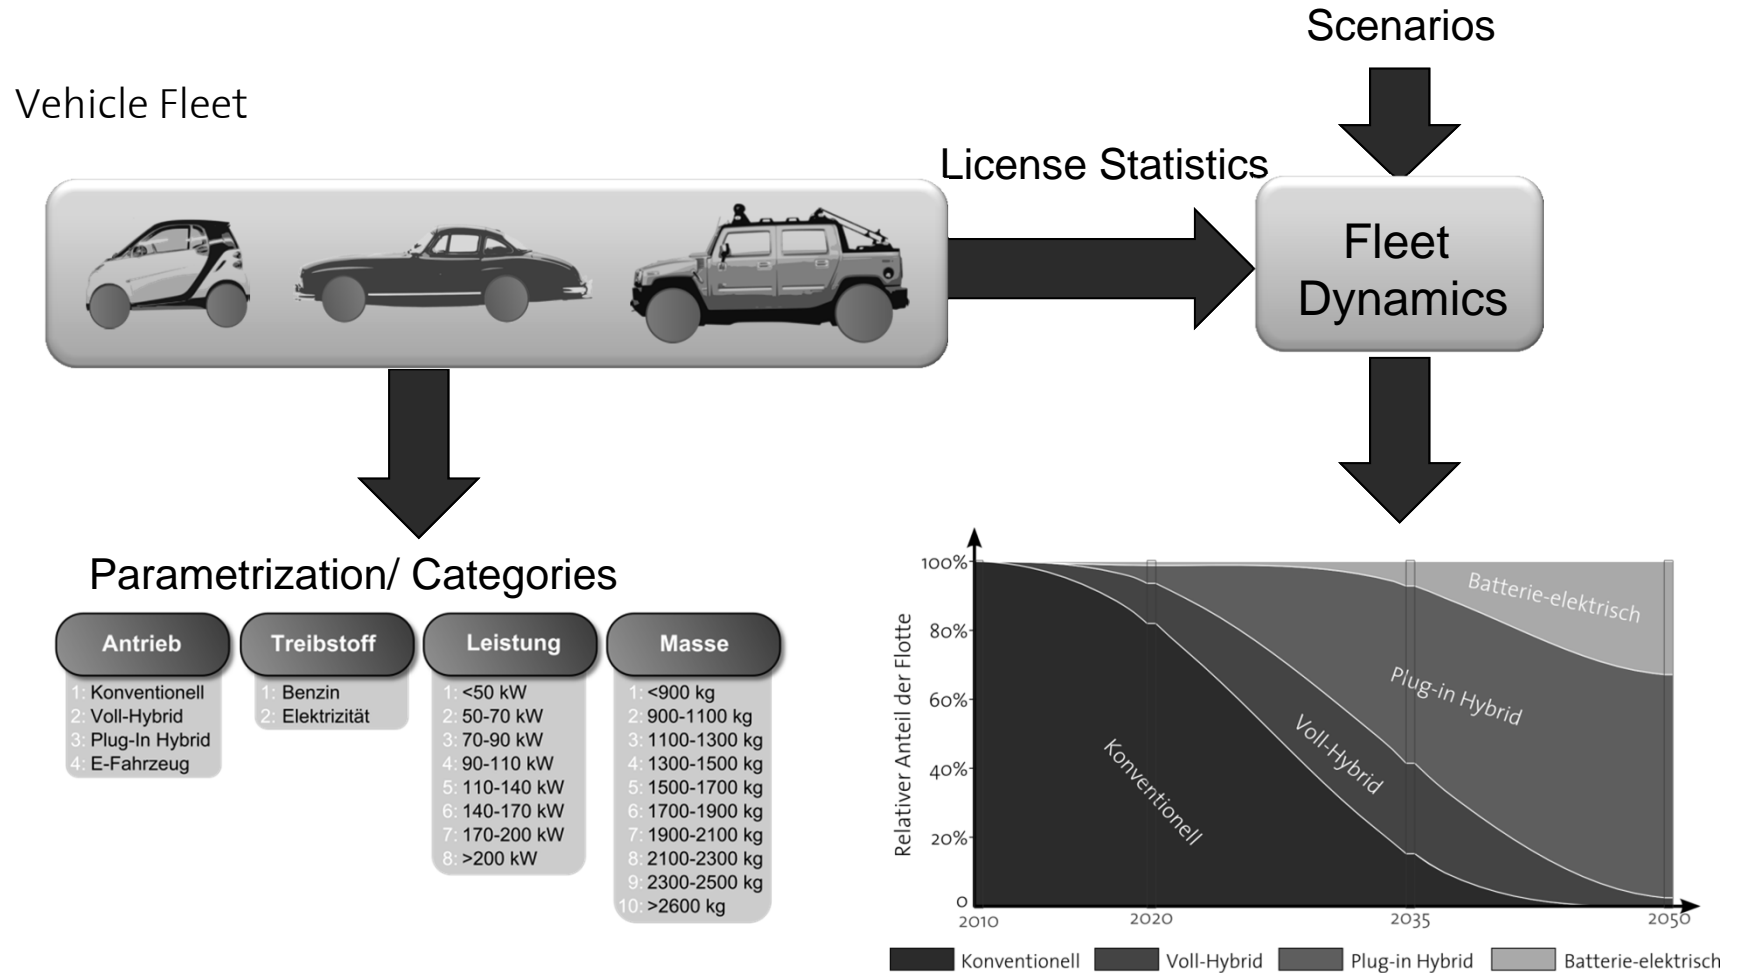 Scenarios
Vehicle Fleet
License Statistics
Fleet
Dynamics
Parametrization/ Categories
Antrieb
1: Konventionell
2: Voll-Hybrid
3: Plug-In Hybrid
4: E-Fahrzeug
Treibstoff
1: Benzin
2: Elektrizität
Leistung
1: <50 kW
2: 50-70 kW
3: 70-90 kW
4: 90-110 kW
5: 110-140 kW
6: 140-170 kW
7: 170-200 kW
8: >200 kW
Masse
1: <900 kg
2: 900-1100 kg
3: 1100-1300 kg
4: 1300-1500 kg
5: 1500-1700 kg
6: 1700-1900 kg
7: 1900-2100 kg
8: 2100-2300 kg
9: 2300-2500 kg
10: >2600 kg
Relativer Anteil der Flotte
100%
80%
60%
40%
20%
0
2010
2020
2035
2050
Batterie-elektrisch
Plug-in Hybrid
Voll-Hybrid
Konventionell
Konventionell
Voll-Hybrid
Plug-in Hybrid
Batterie-elektrisch